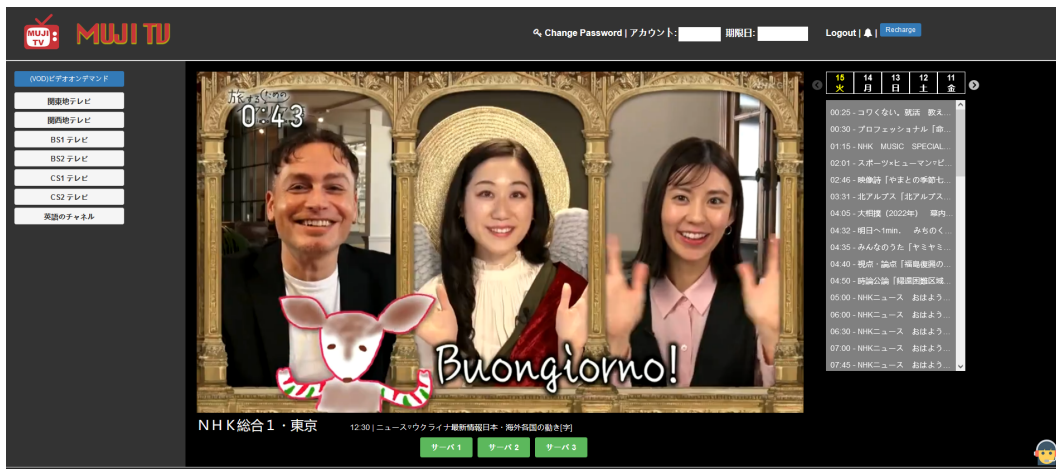 MUJI TV
MUJI TV
Change Password | アカウント:
期限日:
Logout |
|
Recharge
(VOD)ビデオオンデマンド
関東地テレビ
関西地テレビ
BS1 テレビ
BS2 テレビ
CS1 テレビ
CS2 テレビ
英語のチャネル
旅するための
0:43
Buongiorno!
15 14 13 12 11
火 月 日 土 金
00:25 - コワくない。就活 教え...
00:30 - プロフェッショナル「命...
01:15 - NHK MUSIC SPECIAL...
02:01 - スポーツ×ヒューマン▽ピ...
02:46 - 映像詩「やまとの季節七...
03:31 - 北アルプス「北アルプス...
04:05 - 大相撲（2022年） 幕内...
04:32 - 明日へ1min. みちのく...
04:35 - みんなのうた「ヤミヤミ...
04:40 - 視点・論点「福島復興の...
04:50 - 時論公論「帰還困難区域...
05:00 - NHKニュース おはよう...
06:00 - NHKニュース おはよう...
06:30 - NHKニュース おはよう...
07:00 - NHKニュース おはよう...
07:45 - NHKニュース おはよう...
ＮＨＫ総合１・東京
12:30 | ニュース▽ウクライナ最新情報日本・海外各国の動き[字]
サーバ 1 サーバ 2 サーバ 3